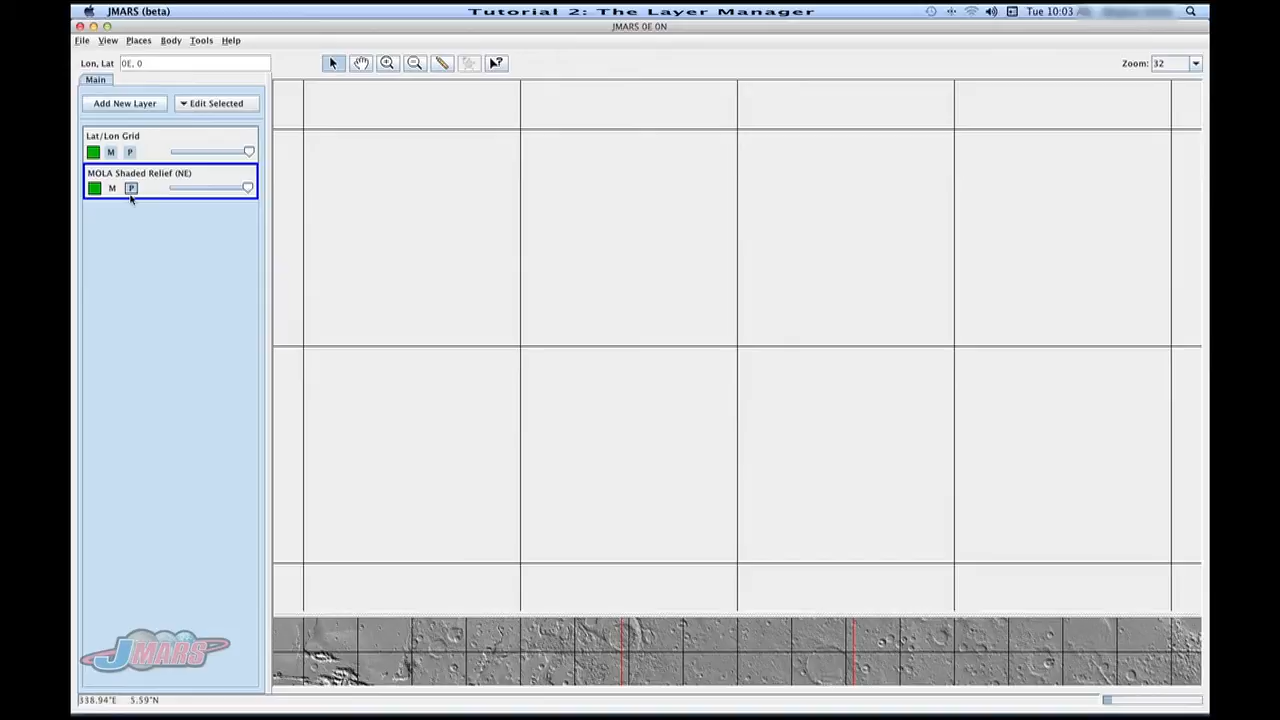 JMARS (beta)
Tutorial 2: The Layer Manager
Tue 10:03
JMARS 0E 0N
File View Places Body Tools Help
Lon, Lat 0E, 0
Zoom: 32
Main
Add New Layer
Edit Selected
Lat/Lon Grid
M P
MOLA Shaded Relief (NE)
M P
JMARS
338.94°E 5.59°N